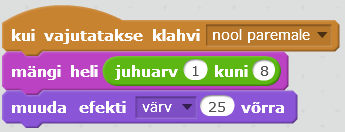 kui vajutatakse klahvi nool paremale
mängi heli juhuarv 1 kuni 8
muuda efekti värv 25 võrra